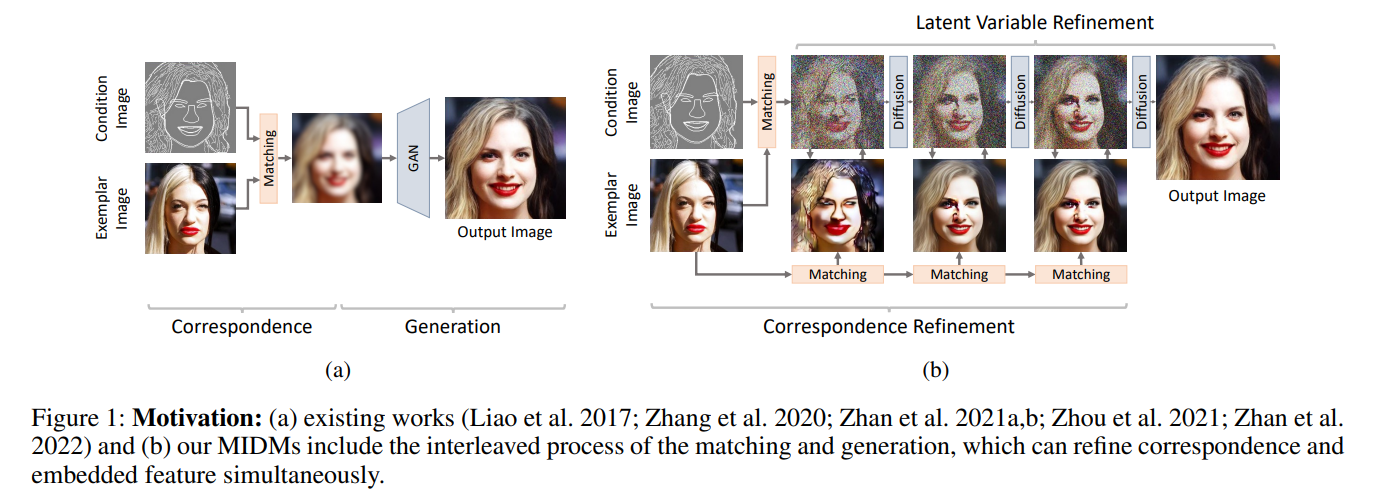 Latent Variable Refinement
Condition
Image
Exemplar
Image
Matching
GAN
Output Image
Correspondence
Generation
(a)
Condition
Image
Exemplar
Image
Matching
Diffusion
Diffusion
Diffusion
Output Image
Matching
Matching
Matching
Correspondence Refinement
(b)
Figure 1: Motivation: (a) existing works (Liao et al. 2017; Zhang et al. 2020; Zhan et al. 2021a,b; Zhou et al. 2021; Zhan et al.
2022) and (b) our MIDMs include the interleaved process of the matching and generation, which can refine correspondence and
embedded feature simultaneously.